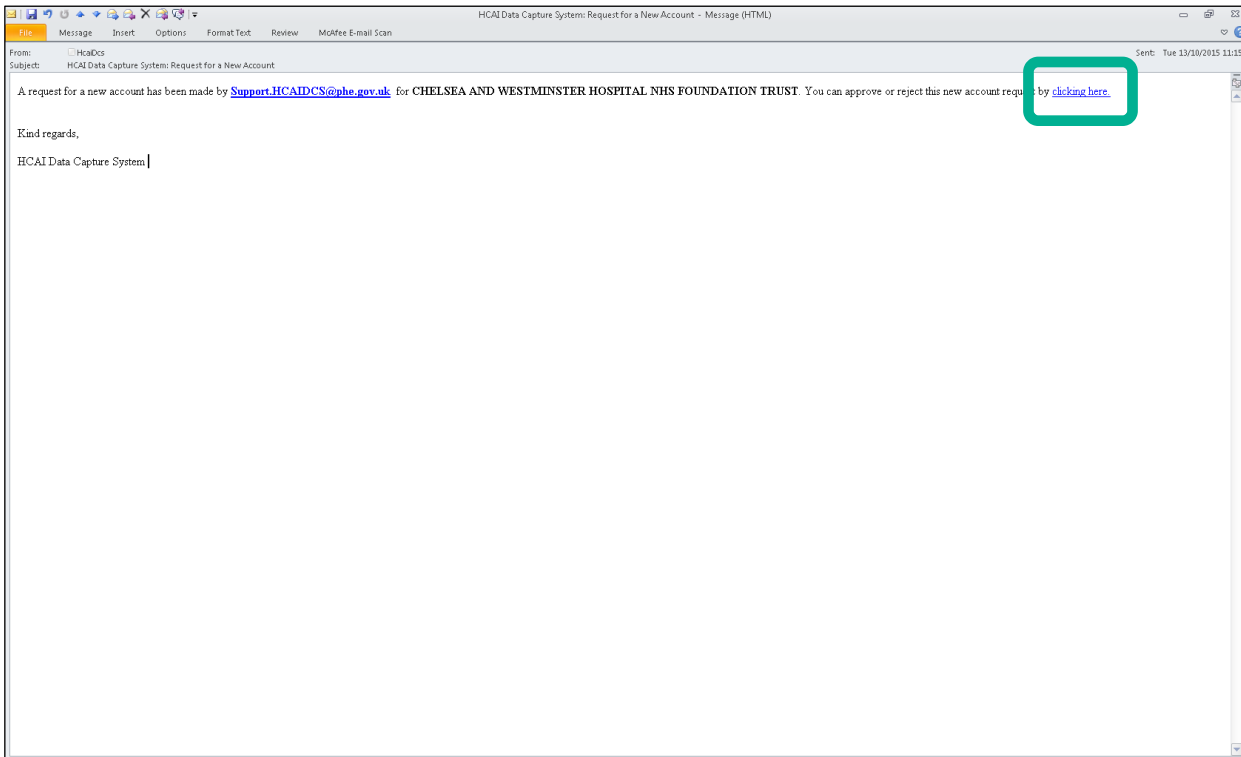 HCAI Data Capture System: Request for a New Account - Message (HTML)
File Message Insert Options Format Text Review McAfee E-mail Scan
From: HcaiDcs Sent: Tue 13/10/2015 11:15
Subject: HCAI Data Capture System: Request for a New Account
A request for a new account has been made by Support.HCAIDCS@phe.gov.uk for CHELSEA AND WESTMINSTER HOSPITAL NHS FOUNDATION TRUST. You can approve or reject this new account request by clicking here.
Kind regards,
HCAI Data Capture System